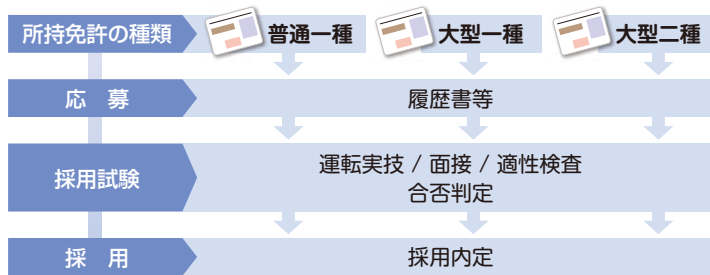 所持免許の種類 普通一種 大型一種 大型二種
応 募 履歴書等
採用試験 運転実技 / 面接 / 適性検査
合否判定
採 用 採用内定